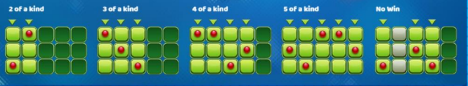 2 of a kind
3 of a kind
4 of a kind
5 of a kind
No Win